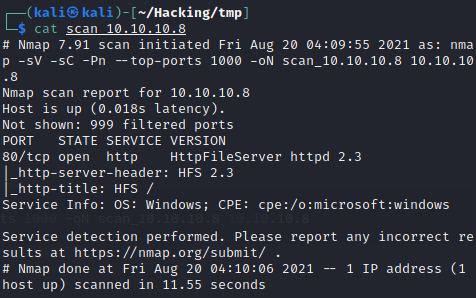 ┌──(kali㉿kali)-[~/Hacking/tmp]
└─$ cat scan_10.10.10.8
# Nmap 7.91 scan initiated Fri Aug 20 04:09:55 2021 as: nma
p -sV -sC -Pn --top-ports 1000 -oN scan_10.10.10.8 10.10.10
.8
Nmap scan report for 10.10.10.8
Host is up (0.018s latency).
Not shown: 999 filtered ports
PORT   STATE SERVICE VERSION
80/tcp open  http    HttpFileServer httpd 2.3
|_http-server-header: HFS 2.3
|_http-title: HFS /
Service Info: OS: Windows; CPE: cpe:/o:microsoft:windows

Service detection performed. Please report any incorrect re
sults at https://nmap.org/submit/ .
# Nmap done at Fri Aug 20 04:10:06 2021 -- 1 IP address (1
host up) scanned in 11.55 seconds